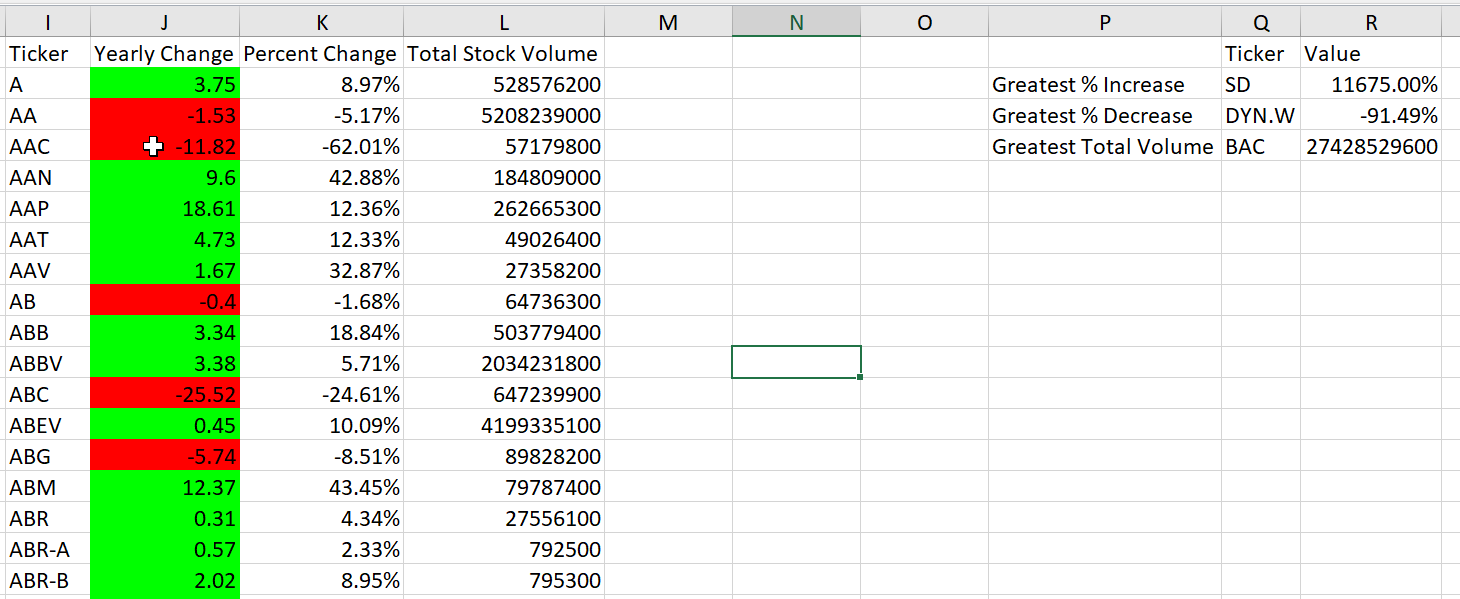 I J K L M N O P Q R
Ticker Yearly Change Percent Change Total Stock Volume Ticker Value
A 3.75 8.97% 528576200 Greatest % Increase SD 11675.00%
AA -1.53 -5.17% 5208239000 Greatest % Decrease DYN.W -91.49%
AAC -11.82 -62.01% 57179800 Greatest Total Volume BAC 27428529600
AAN 9.6 42.88% 184809000
AAP 18.61 12.36% 262665300
AAT 4.73 12.33% 49026400
AAV 1.67 32.87% 27358200
AB -0.4 -1.68% 64736300
ABB 3.34 18.84% 503779400
ABBV 3.38 5.71% 2034231800
ABC -25.52 -24.61% 647239900
ABEV 0.45 10.09% 4199335100
ABG -5.74 -8.51% 89828200
ABM 12.37 43.45% 79787400
ABR 0.31 4.34% 27556100
ABR-A 0.57 2.33% 792500
ABR-B 2.02 8.95% 795300